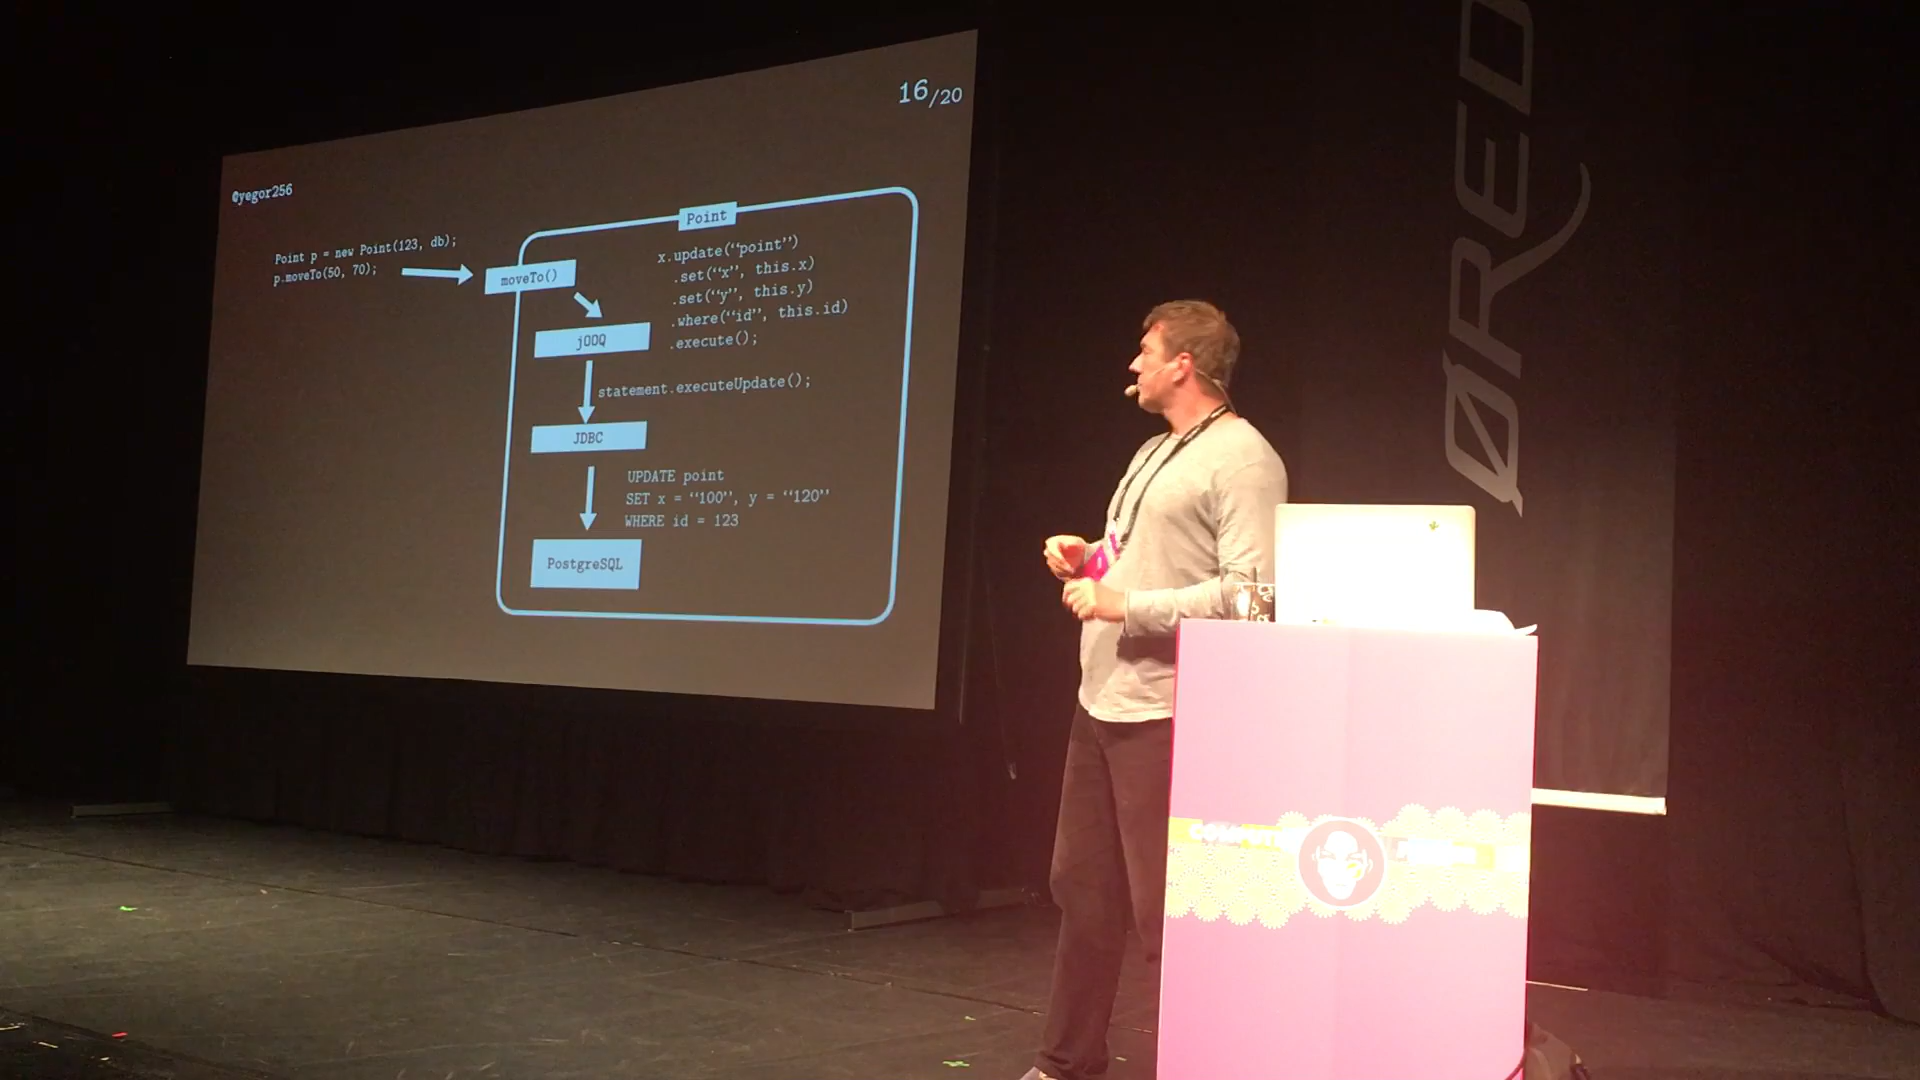 16/20
@yegor256
Point p = new Point(123, db);
p.moveTo(50, 70);
Point
moveTo()
x.update(“point”)
.set(“x”, this.x)
.set(“y”, this.y)
.where(“id”, this.id)
.execute();
jOOQ
statement.executeUpdate();
JDBC
UPDATE point
SET x = “100”, y = “120”
WHERE id = 123
PostgreSQL
ØRED